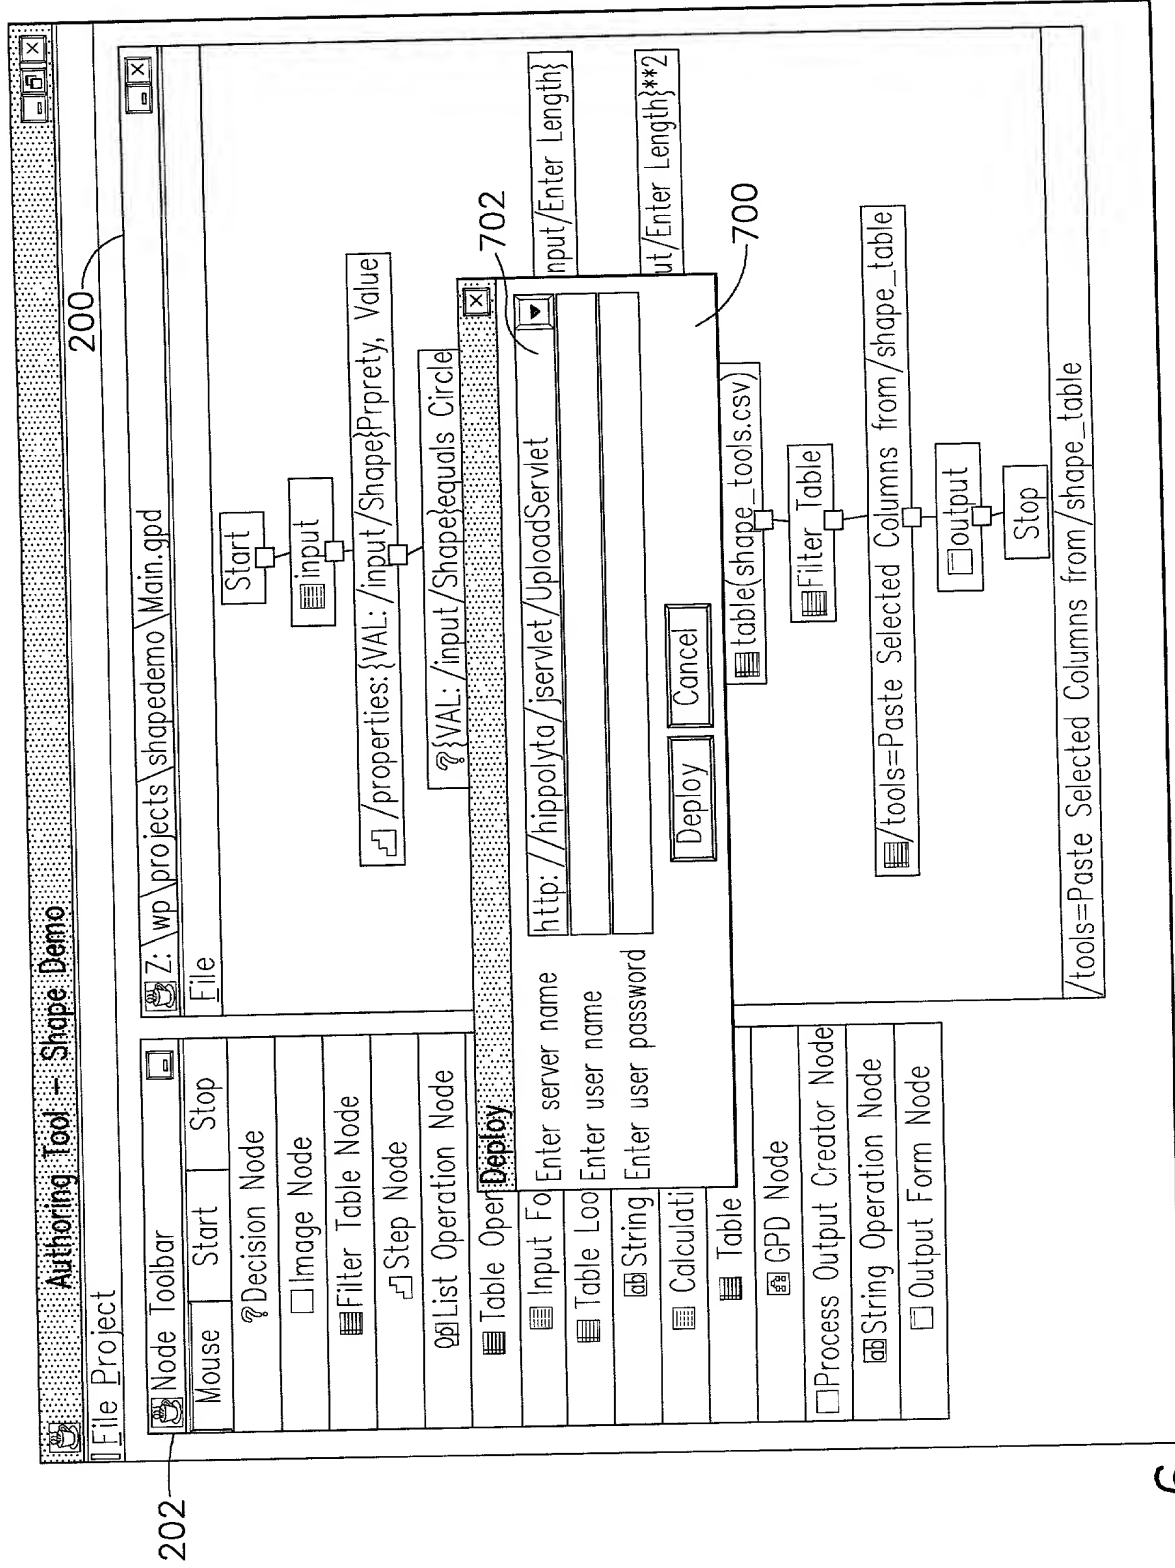 Authoring Tool – Shape Demo
File Project
200
202
Node Toolbar
Mouse Start Stop
Decision Node
Image Node
Filter Table Node
Step Node
Op List Operation Node
Table Oper
Input Fo
Table Loo
ab String
Calculati
Table
GPD Node
Process Output Creator Node
ab String Operation Node
Output Form Node
Z: \wp\projects\shapedemo\Main.gpd
File
Start
input
/properties: {VAL: /input/Shape}Prprety, Value
?{VAL: /input/Shape}equals Circle
nput/Enter Length}
ut/Enter Length}**2
Deploy
702
Enter server name http: //hippolyta/jservlet/UploadServlet
Enter user name
Enter user password
Deploy Cancel
700
table(shape_tools.csv)
Filter Table
/tools=Paste Selected Columns from/shape_table
output
Stop
/tools=Paste Selected Columns from/shape_table